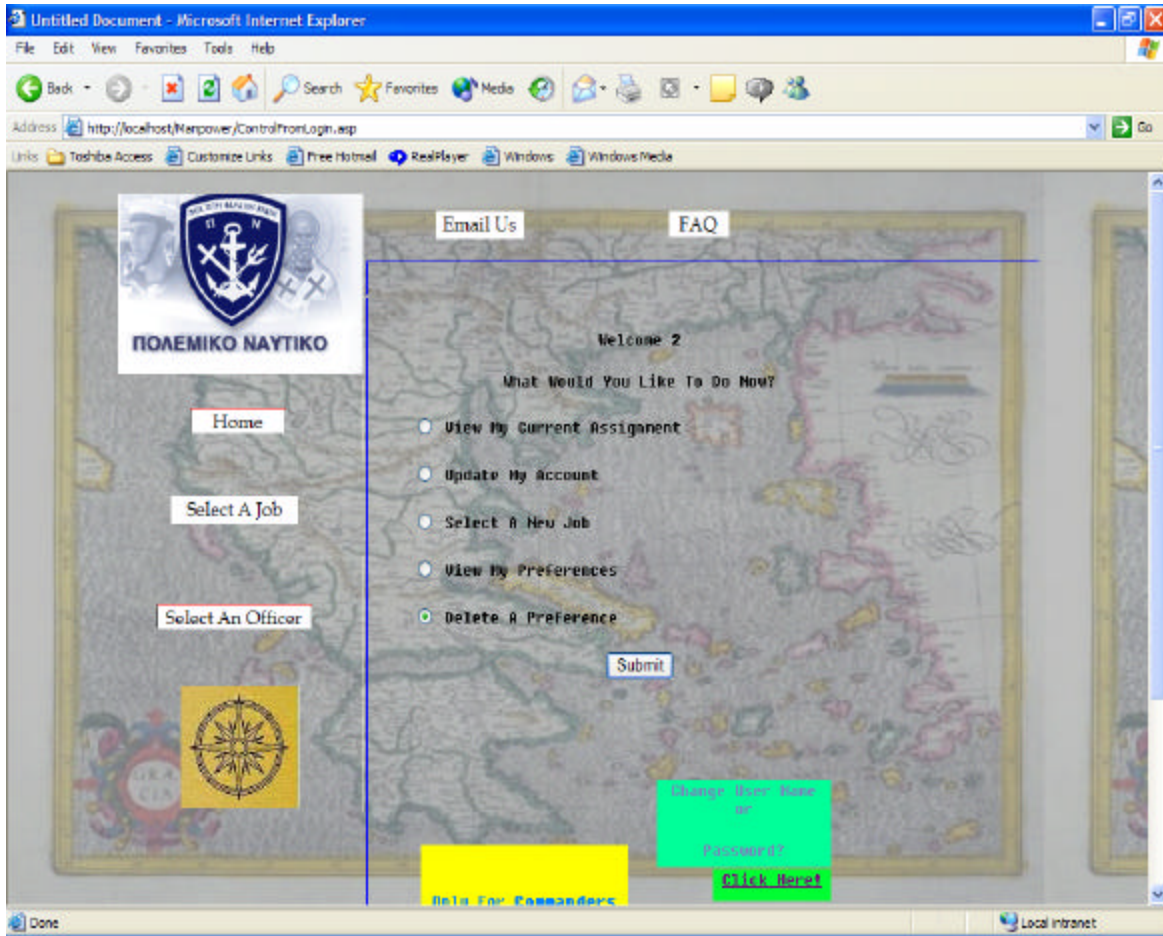 Untitled Document - Microsoft Internet Explorer
File Edit View Favorites Tools Help
Back Search Favorites Media
Address http://localhost/Manpower/ControlFromLogin.asp Go
Links Toshiba Access Customize Links Free Hotmail RealPlayer Windows Windows Media
Π Ν
ΠΟΛΕΜΙΚΟ ΝΑΥΤΙΚΟ
Email Us FAQ
Home
Select A Job
Select An Officer
Welcome 2
What Would You Like To Do Now?
View My Current Assignment
Update My Account
Select A New Job
View My Preferences
Delete A Preference
Submit
GRÆ
CIA
Change User Name
or
Password?
Click Here!
Only For Commanders
Done Local intranet